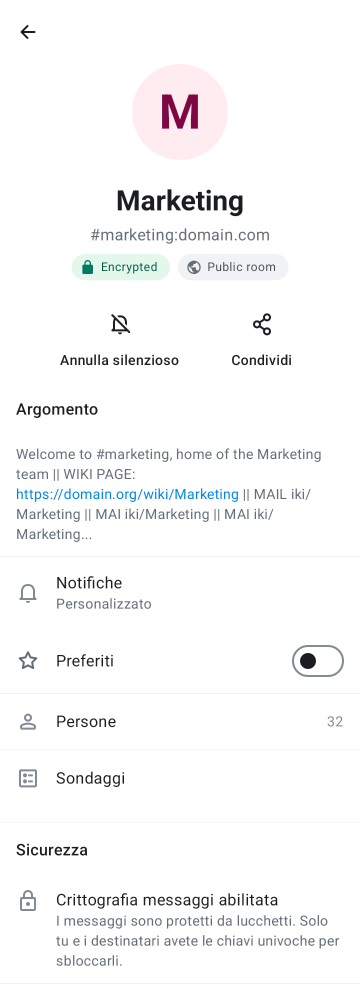 M
Marketing
#marketing:domain.com
Encrypted Public room
Annulla silenzioso Condividi
Argomento
Welcome to #marketing, home of the Marketing
team || WIKI PAGE:
https://domain.org/wiki/Marketing || MAIL iki/
Marketing || MAI iki/Marketing || MAI iki/
Marketing...
Notifiche
Personalizzato
Preferiti
Persone 32
Sondaggi
Sicurezza
Crittografia messaggi abilitata
I messaggi sono protetti da lucchetti. Solo
tu e i destinatari avete le chiavi univoche per
sbloccarli.